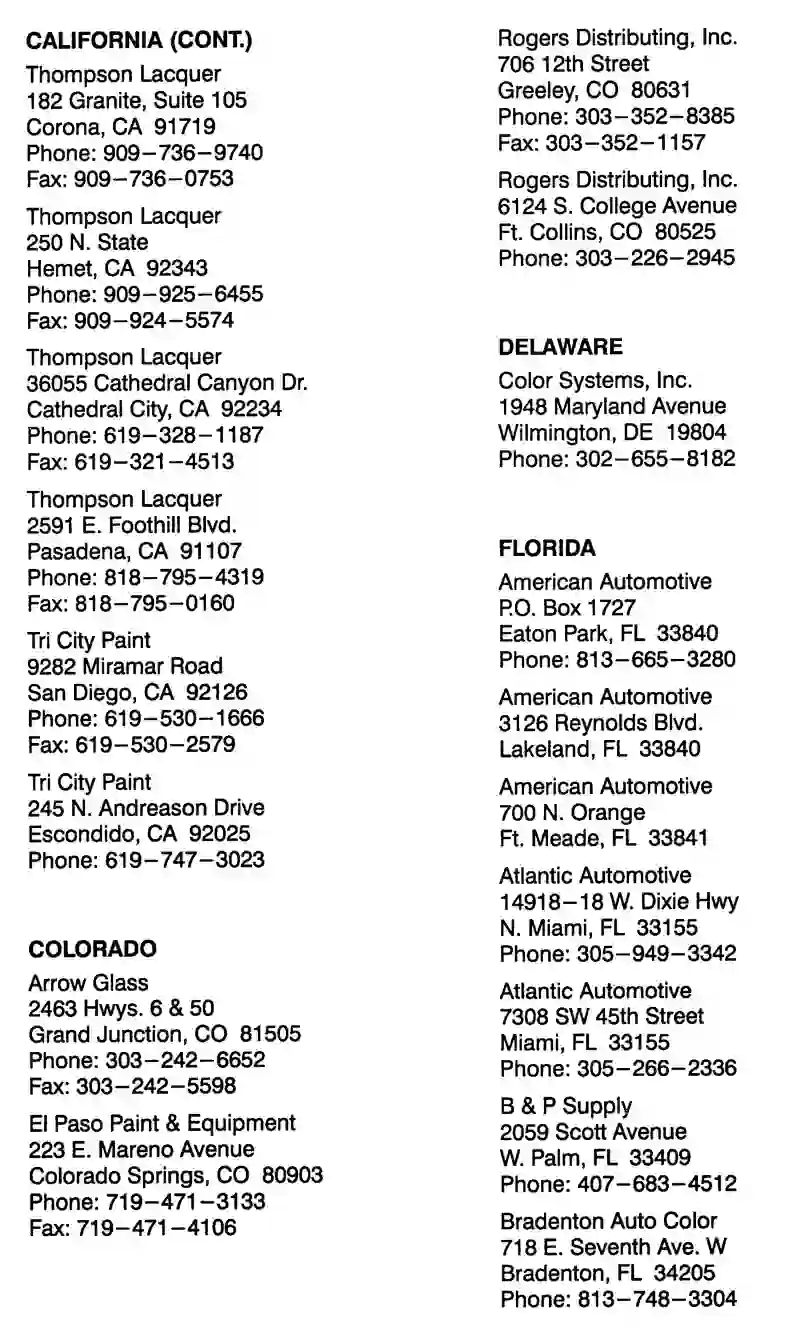 CALIFORNIA (CONT.)
Thompson Lacquer
182 Granite, Suite 105
Corona, CA 91719
Phone: 909–736–9740
Fax: 909–736–0753
Thompson Lacquer
250 N. State
Hemet, CA 92343
Phone: 909–925–6455
Fax: 909–924–5574
Thompson Lacquer
36055 Cathedral Canyon Dr.
Cathedral City, CA 92234
Phone: 619–328–1187
Fax: 619–321–4513
Thompson Lacquer
2591 E. Foothill Blvd.
Pasadena, CA 91107
Phone: 818–795–4319
Fax: 818–795–0160
Tri City Paint
9282 Miramar Road
San Diego, CA 92126
Phone: 619–530–1666
Fax: 619–530–2579
Tri City Paint
245 N. Andreason Drive
Escondido, CA 92025
Phone: 619–747–3023
COLORADO
Arrow Glass
2463 Hwys. 6 & 50
Grand Junction, CO 81505
Phone: 303–242–6652
Fax: 303–242–5598
El Paso Paint & Equipment
223 E. Mareno Avenue
Colorado Springs, CO 80903
Phone: 719–471–3133
Fax: 719–471–4106
Rogers Distributing, Inc.
706 12th Street
Greeley, CO 80631
Phone: 303–352–8385
Fax: 303–352–1157
Rogers Distributing, Inc.
6124 S. College Avenue
Ft. Collins, CO 80525
Phone: 303–226–2945
DELAWARE
Color Systems, Inc.
1948 Maryland Avenue
Wilmington, DE 19804
Phone: 302–655–8182
FLORIDA
American Automotive
P.O. Box 1727
Eaton Park, FL 33840
Phone: 813–665–3280
American Automotive
3126 Reynolds Blvd.
Lakeland, FL 33840
American Automotive
700 N. Orange
Ft. Meade, FL 33841
Atlantic Automotive
14918–18 W. Dixie Hwy
N. Miami, FL 33155
Phone: 305–949–3342
Atlantic Automotive
7308 SW 45th Street
Miami, FL 33155
Phone: 305–266–2336
B & P Supply
2059 Scott Avenue
W. Palm, FL 33409
Phone: 407–683–4512
Bradenton Auto Color
718 E. Seventh Ave. W
Bradenton, FL 34205
Phone: 813–748–3304